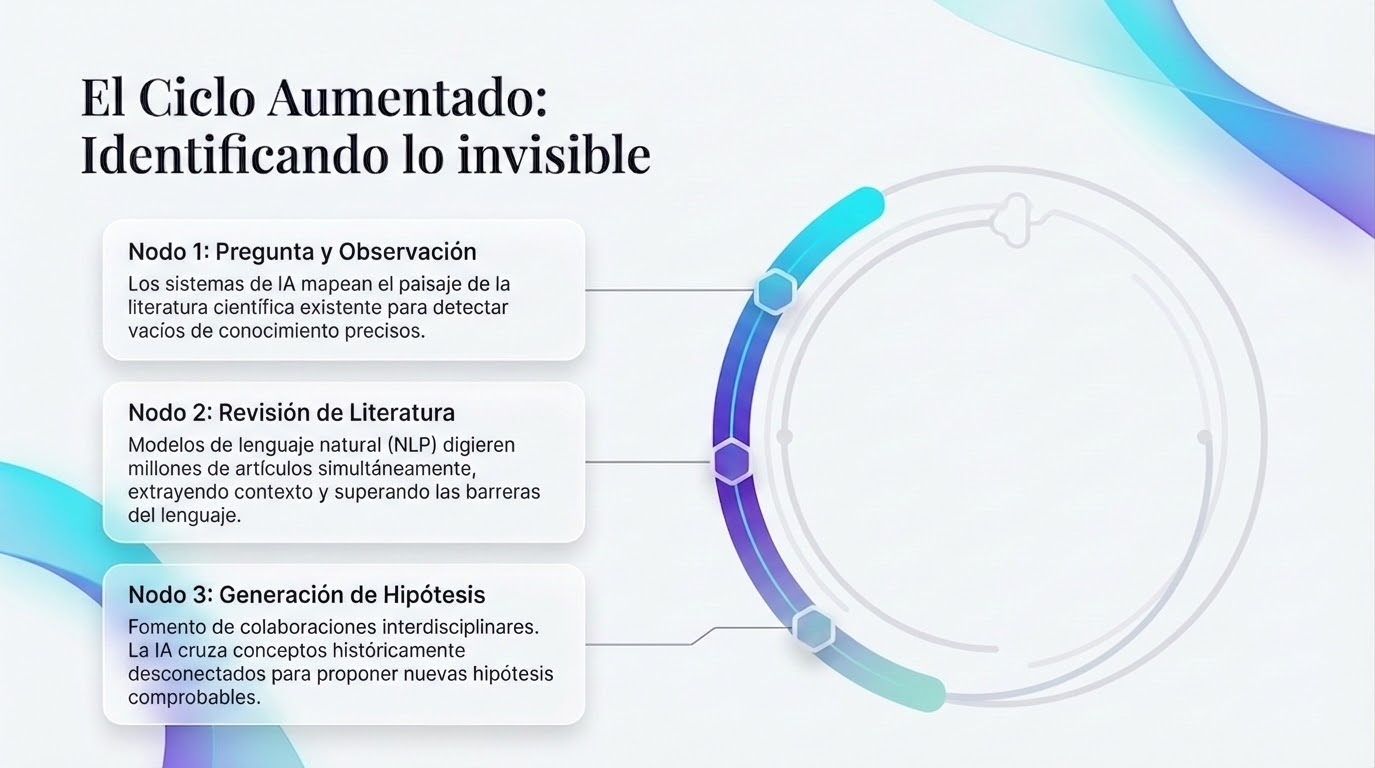 El Ciclo Aumentado:
Identificando lo invisible
Nodo 1: Pregunta y Observación
Los sistemas de IA mapean el paisaje de la
literatura científica existente para detectar
vacíos de conocimiento precisos.
Nodo 2: Revisión de Literatura
Modelos de lenguaje natural (NLP) digieren
millones de artículos simultáneamente,
extrayendo contexto y superando las barreras
del lenguaje.
Nodo 3: Generación de Hipótesis
Fomento de colaboraciones interdisciplinares.
La IA cruza conceptos históricamente
desconectados para proponer nuevas hipótesis
comprobables.